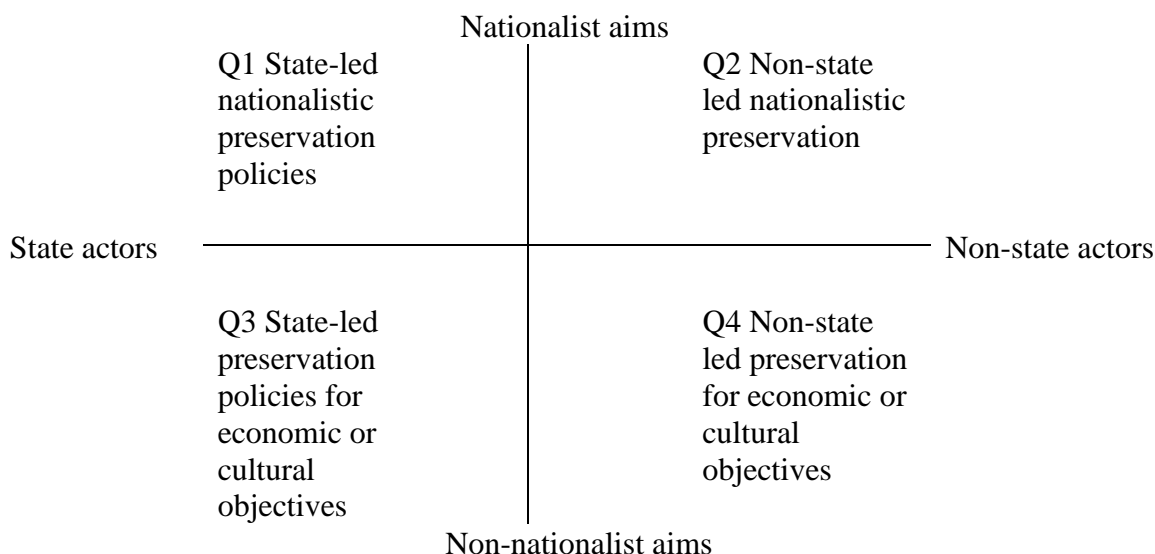 Nationalist aims
Q1 State-led
nationalistic
preservation
policies
Q2 Non-state
led nationalistic
preservation
State actors
Non-state actors
Q3 State-led
preservation
policies for
economic or
cultural
objectives
Q4 Non-state
led preservation
for economic or
cultural
objectives
Non-nationalist aims